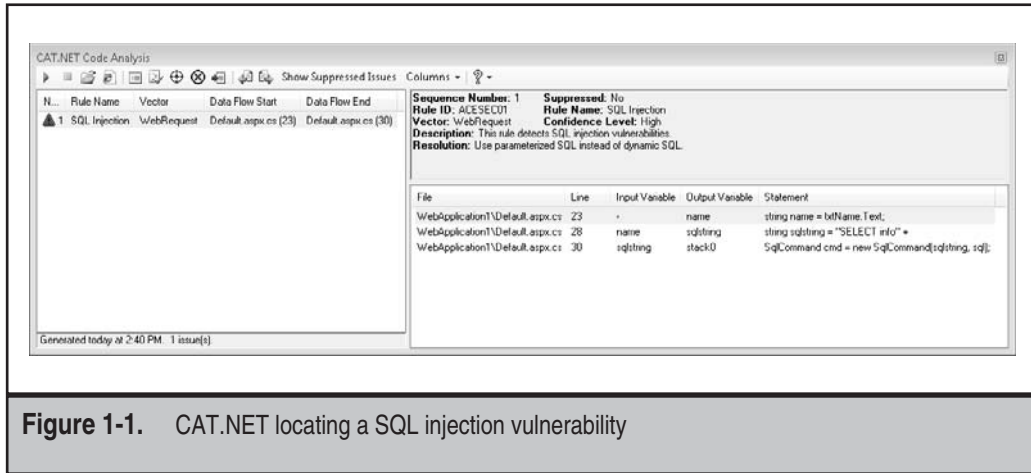 CAT.NET Code Analysis
Show Suppressed Issues Columns
N... Rule Name Vector Data Flow Start Data Flow End
1 SQL Injection WebRequest Default.aspx.cs (23) Default.aspx.cs (30)
Generated today at 2:40 PM. 1 issue(s).
Sequence Number: 1 Suppressed: No
Rule ID: ACESEC01 Rule Name: SQL Injection
Vector: WebRequest Confidence Level: High
Description: This rule detects SQL injection vulnerabilities.
Resolution: Use parameterized SQL instead of dynamic SQL.
File Line Input Variable Output Variable Statement
WebApplication1\Default.aspx.cs 23 - name string name = txtName.Text;
WebApplication1\Default.aspx.cs 28 name sqlstring string sqlstring = "SELECT info" +
WebApplication1\Default.aspx.cs 30 sqlstring stack0 SqlCommand cmd = new SqlCommand(sqlstring, sql);
Figure 1-1. CAT.NET locating a SQL injection vulnerability